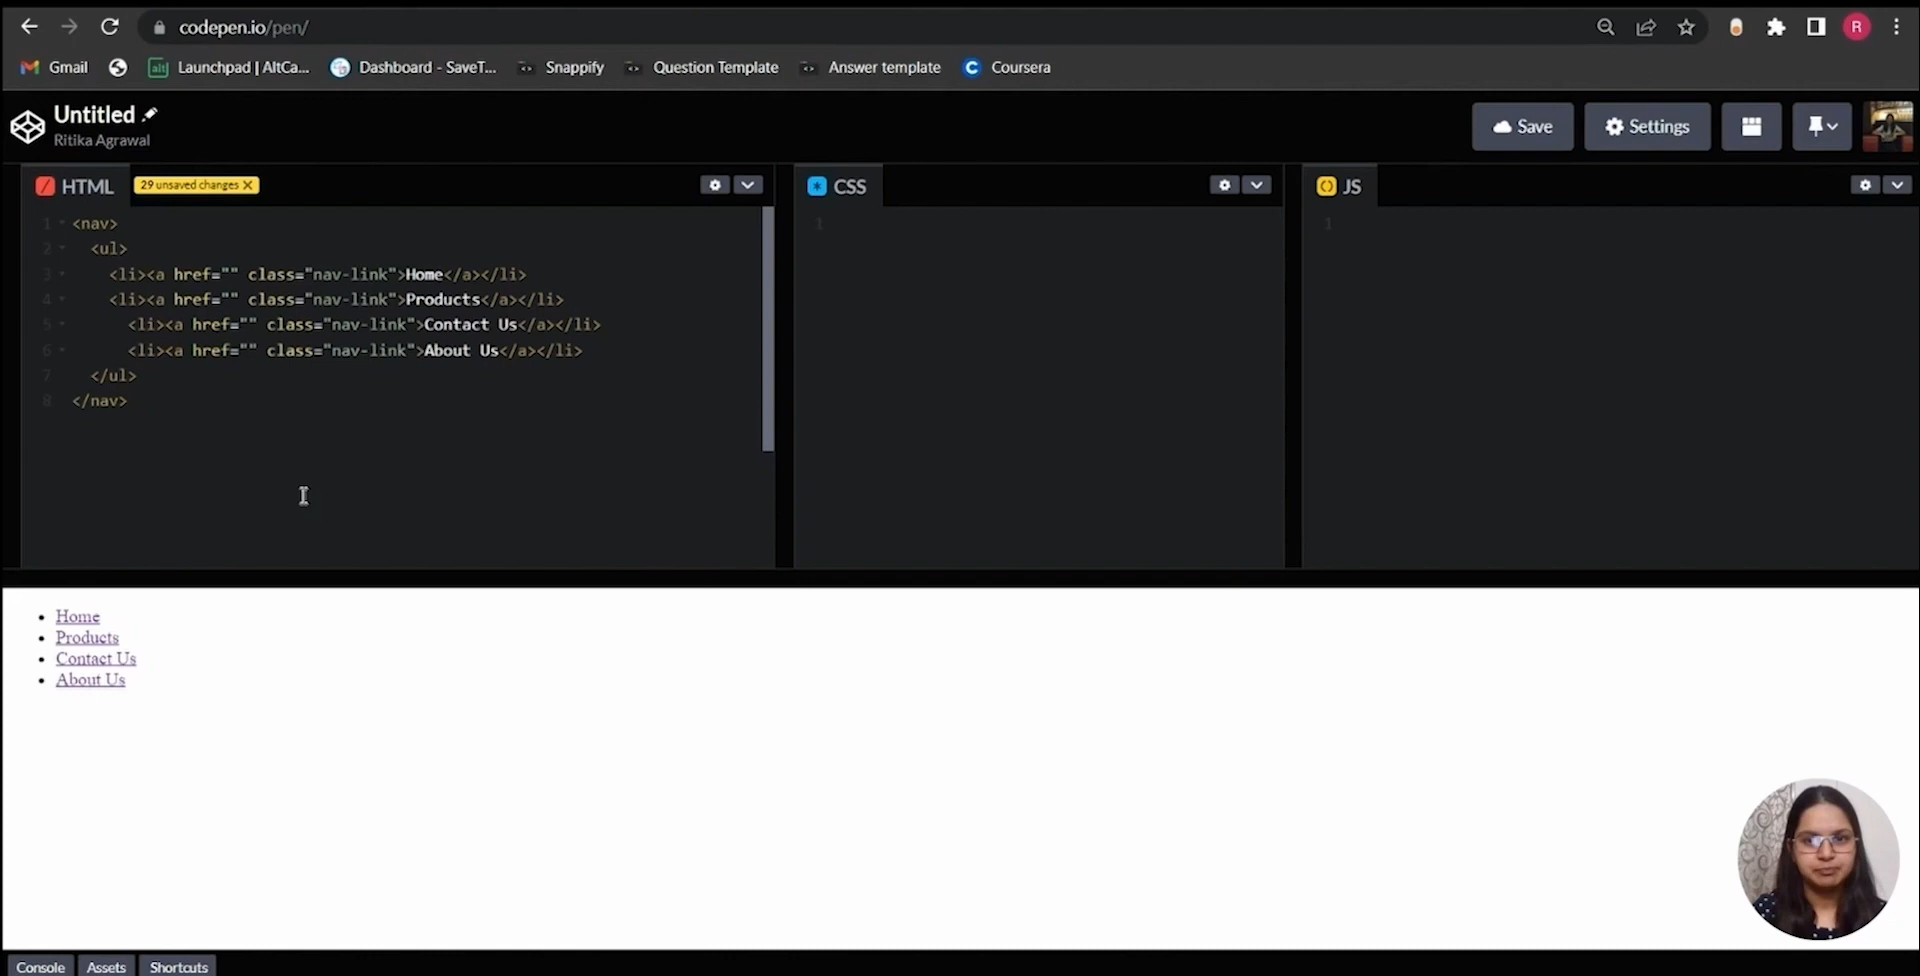 codepen.io/pen/
R
Gmail
alt Launchpad | AltCa...
Dashboard - SaveT...
Snappify
Question Template
Answer template
C Coursera
Untitled
Ritika Agrawal
Save
Settings
HTML
29 unsaved changes X
CSS
JS
1 <nav>
2 <ul>
3 <li><a href="" class="nav-link">Home</a></li>
4 <li><a href="" class="nav-link">Products</a></li>
5 <li><a href="" class="nav-link">Contact Us</a></li>
6 <li><a href="" class="nav-link">About Us</a></li>
7 </ul>
8 </nav>
1
1
• Home
• Products
• Contact Us
• About Us
Console
Assets
Shortcuts